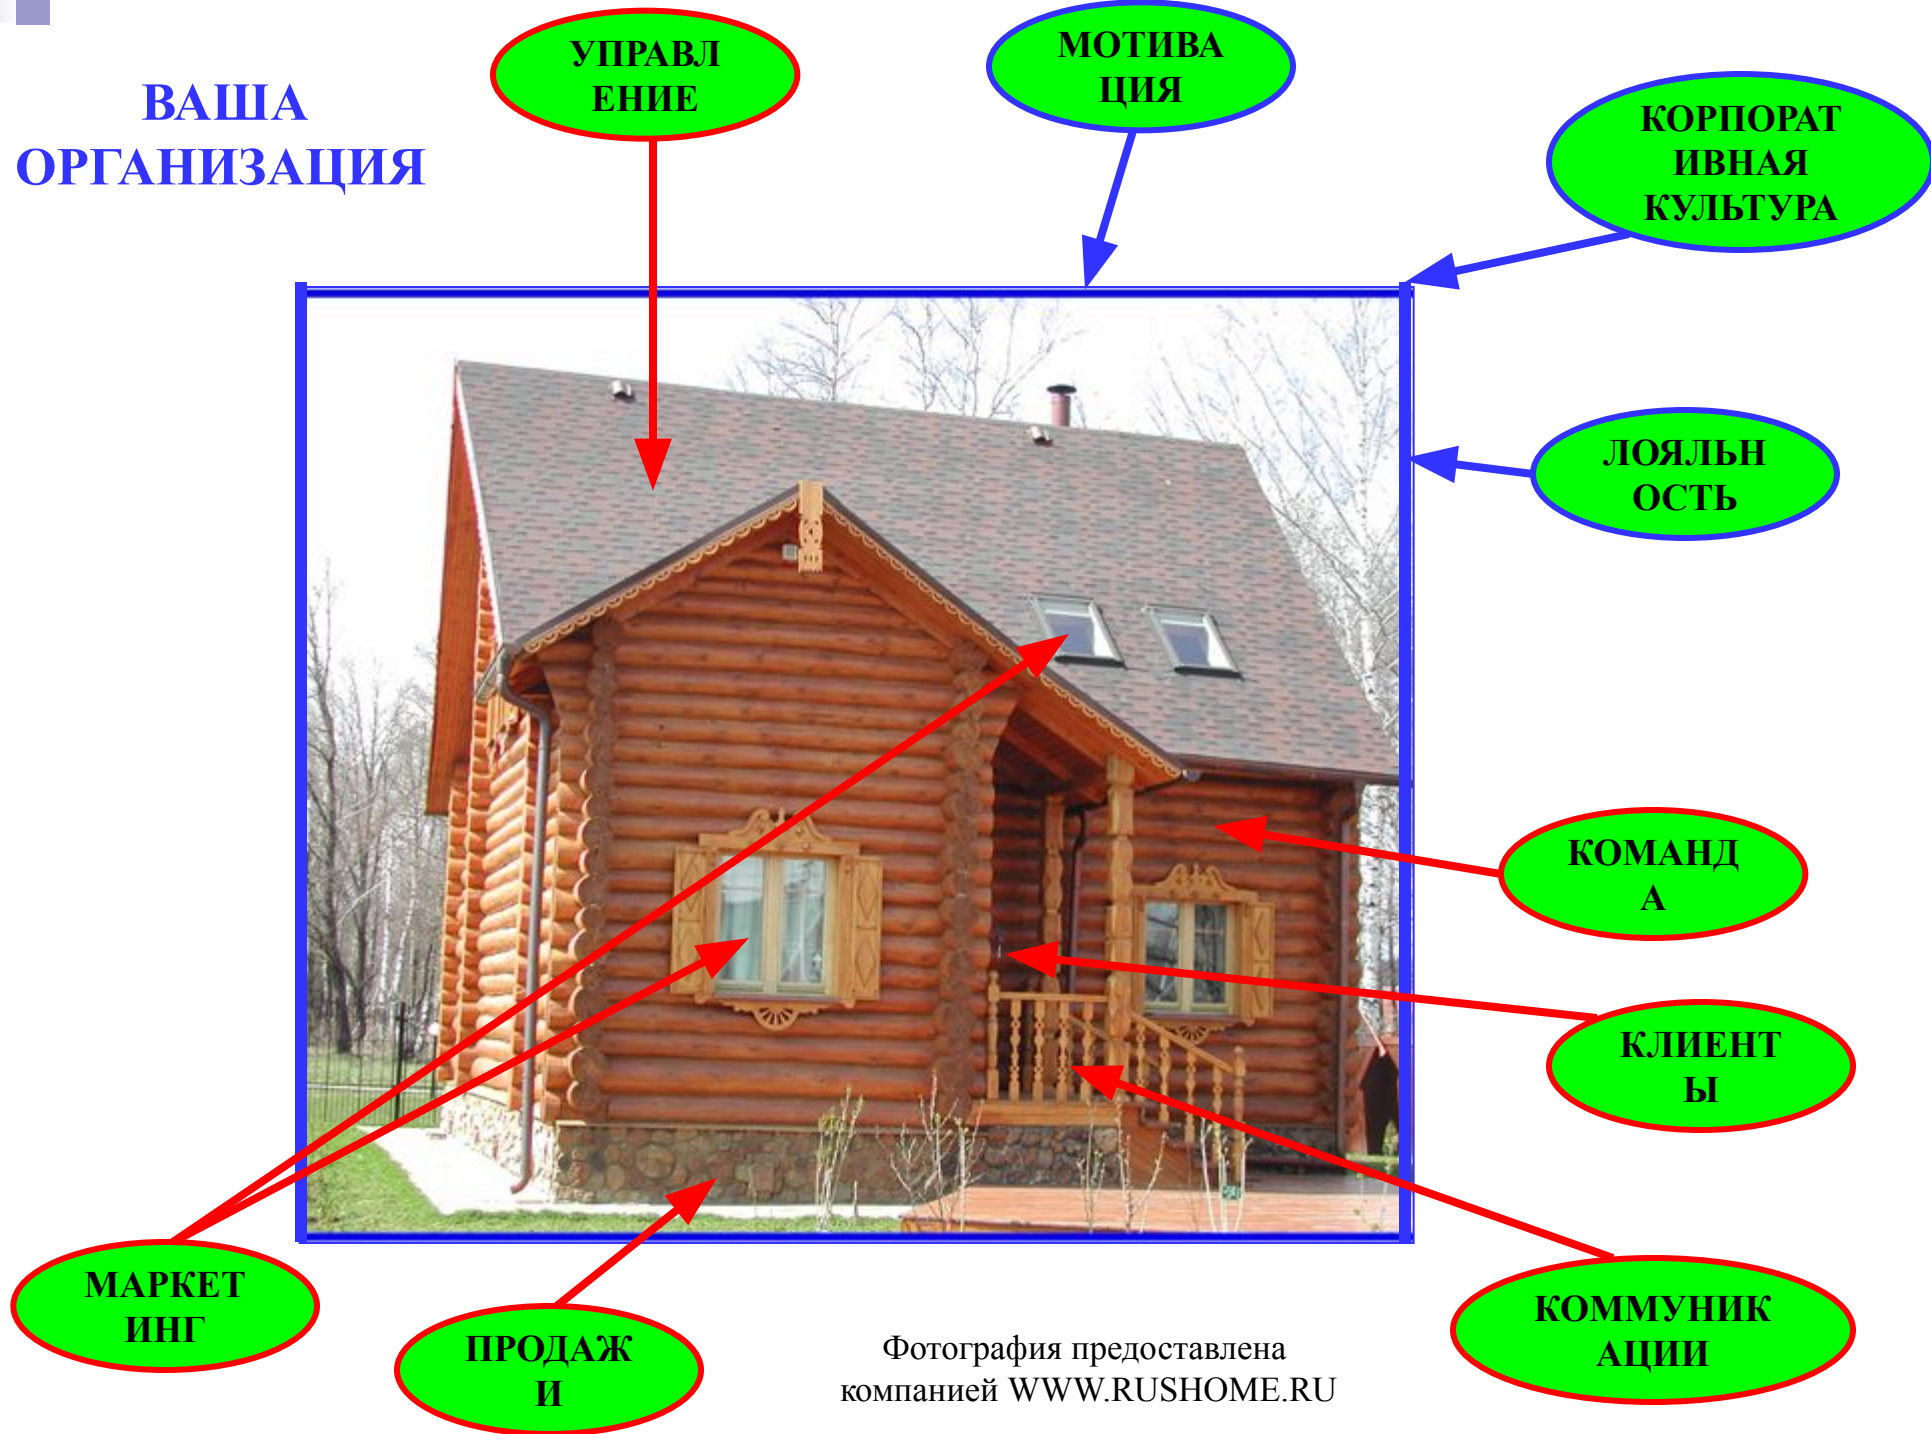 ВАША
ОРГАНИЗАЦИЯ
УПРАВЛ
ЕНИЕ
МОТИВА
ЦИЯ
КОРПОРАТ
ИВНАЯ
КУЛЬТУРА
ЛОЯЛЬН
ОСТЬ
КОМАНД
А
КЛИЕНТ
Ы
КОММУНИК
АЦИИ
МАРКЕТ
ИНГ
ПРОДАЖ
И
Фотография предоставлена
компанией WWW.RUSHOME.RU